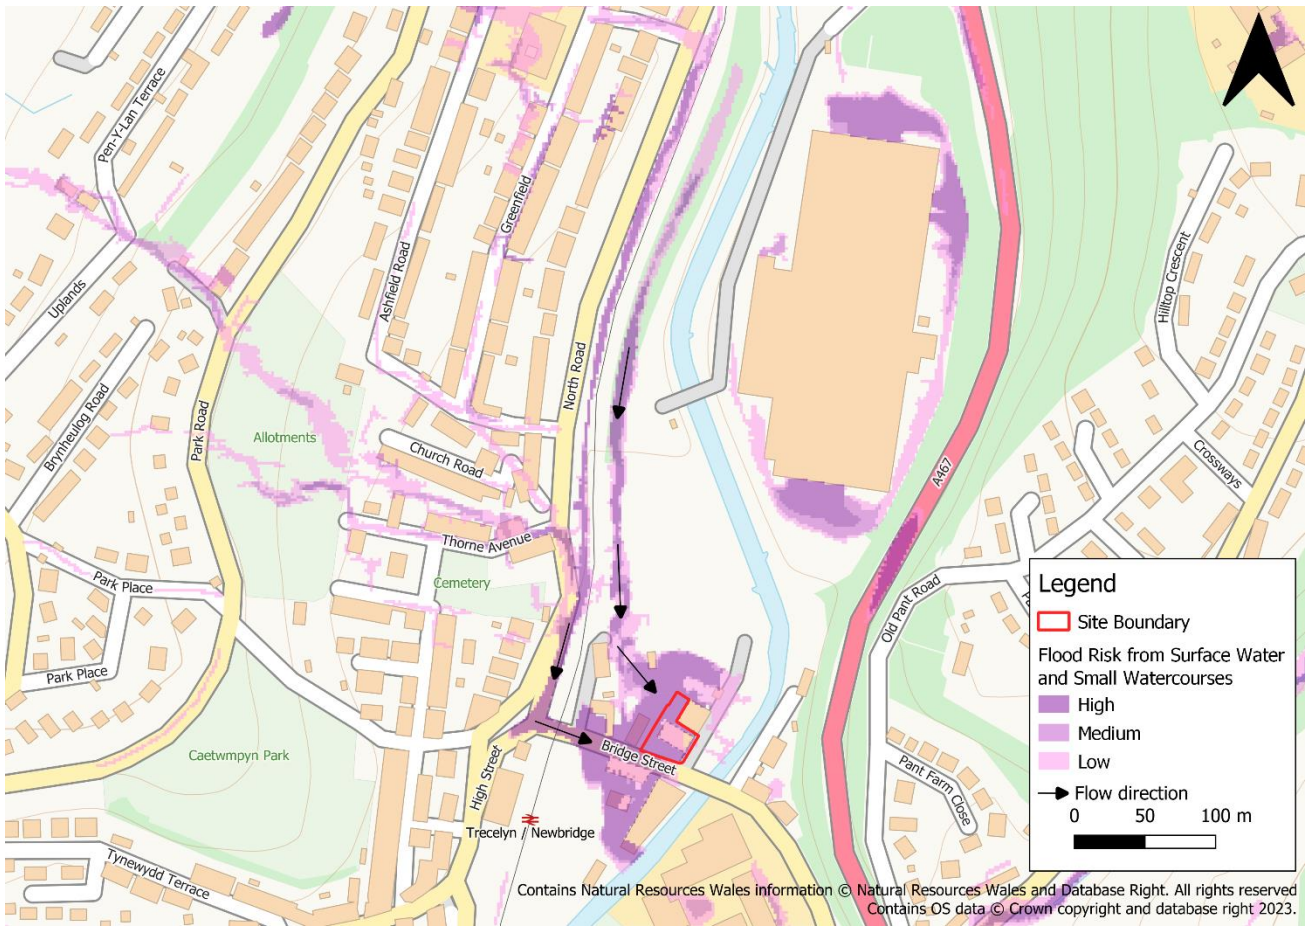 Pen-Y-Lan Terrace
Uplands
Brynheulog Road
Park Road
Allotments
Ashfield Road
Greenfield
North Road
Church Road
Thorne Avenue
Cemetery
Park Place
Park Place
Caetwmpyn Park
High Street
Bridge Street
Trecelyn / Newbridge
Tynewydd Terrace
A467
Old Pant Road
Pant Farm Close
Hilltop Crescent
Crossways
Legend
Site Boundary
Flood Risk from Surface Water
and Small Watercourses
High
Medium
Low
Flow direction
0 50 100 m
Contains Natural Resources Wales information © Natural Resources Wales and Database Right. All rights reserved
Contains OS data © Crown copyright and database right 2023.